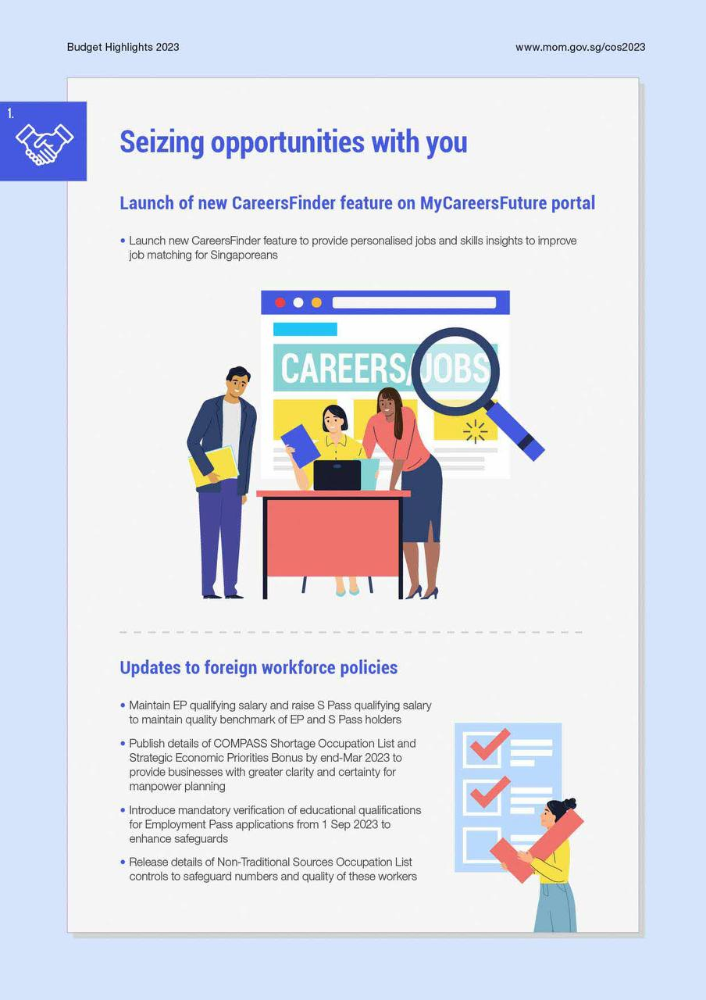 Budget Highlights 2023
www.mom.gov.sg/cos2023
1.
Seizing opportunities with you
Launch of new CareersFinder feature on MyCareersFuture portal
• Launch new CareersFinder feature to provide personalised jobs and skills insights to improve
job matching for Singaporeans
CAREERS/JOBS
Updates to foreign workforce policies
• Maintain EP qualifying salary and raise S Pass qualifying salary
to maintain quality benchmark of EP and S Pass holders
• Publish details of COMPASS Shortage Occupation List and
Strategic Economic Priorities Bonus by end-Mar 2023 to
provide businesses with greater clarity and certainty for
manpower planning
• Introduce mandatory verification of educational qualifications
for Employment Pass applications from 1 Sep 2023 to
enhance safeguards
• Release details of Non-Traditional Sources Occupation List
controls to safeguard numbers and quality of these workers